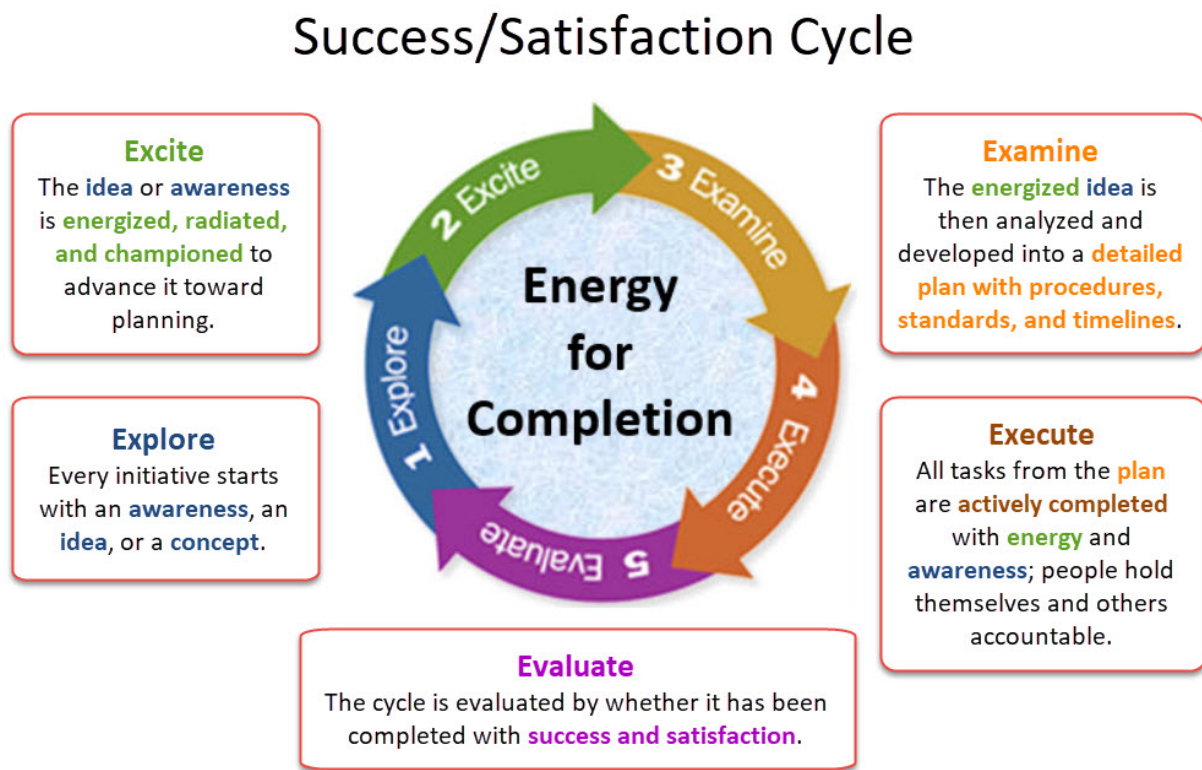 Success/Satisfaction Cycle
Excite
The idea or awareness
is energized, radiated,
and championed to
advance it toward
planning.
Explore
Every initiative starts
with an awareness, an
idea, or a concept.
1 Explore
2 Excite
3 Examine
4 Execute
5 Evaluate
Energy
for
Completion
Examine
The energized idea is
then analyzed and
developed into a detailed
plan with procedures,
standards, and timelines.
Execute
All tasks from the plan
are actively completed
with energy and
awareness; people hold
themselves and others
accountable.
Evaluate
The cycle is evaluated by whether it has been
completed with success and satisfaction.